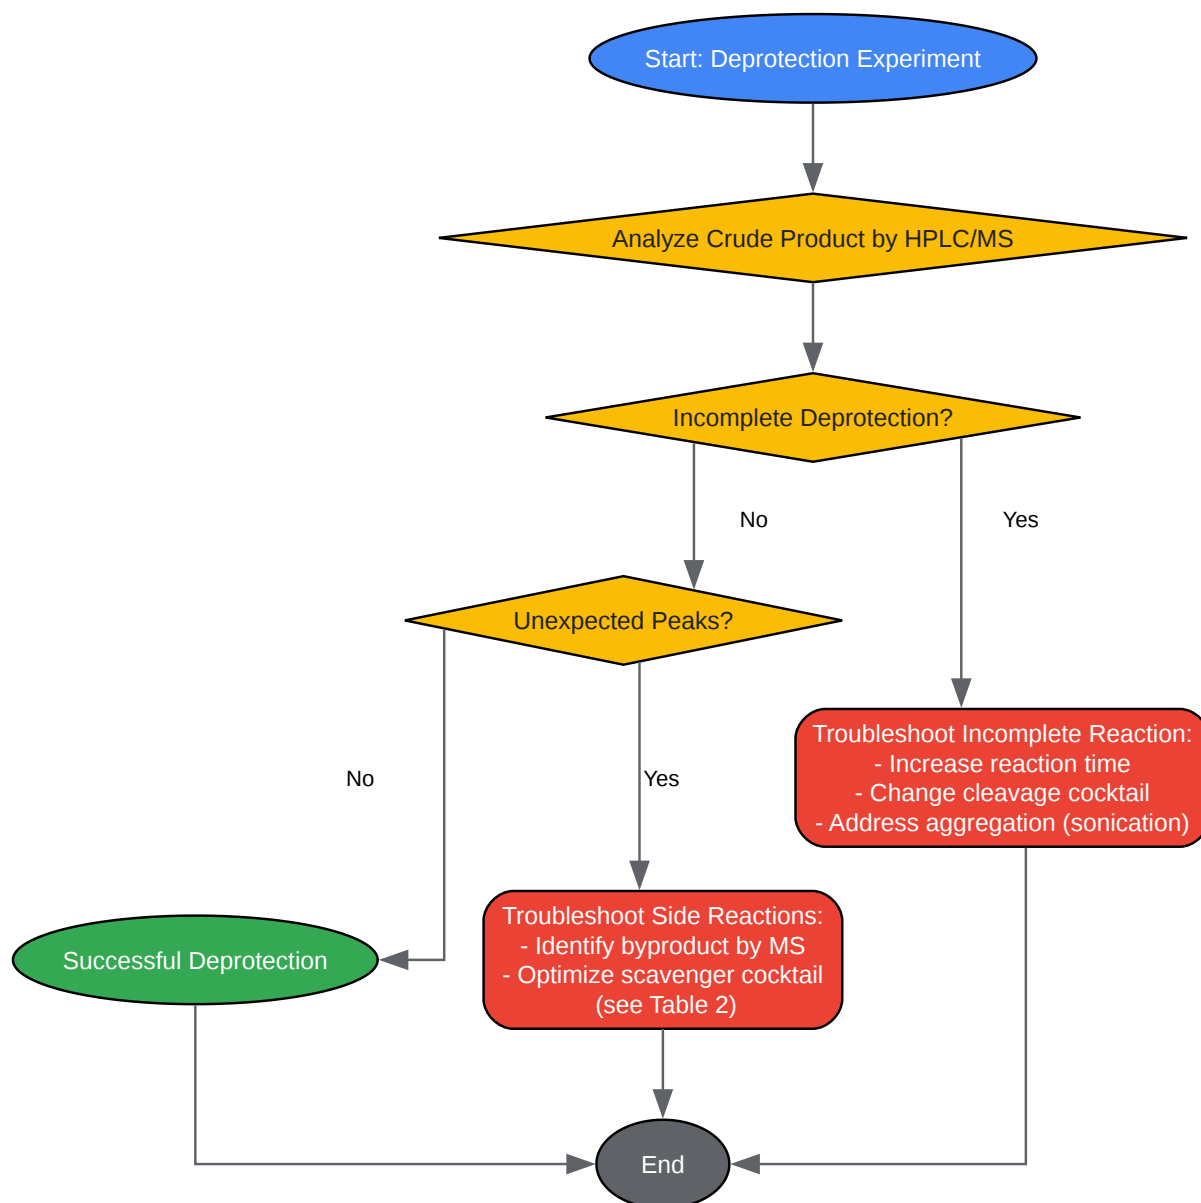 Start: Deprotection Experiment
Analyze Crude Product by HPLC/MS
Incomplete Deprotection?
No
Yes
Unexpected Peaks?
Troubleshoot Incomplete Reaction:
- Increase reaction time
- Change cleavage cocktail
- Address aggregation (sonication)
No
Yes
Troubleshoot Side Reactions:
- Identify byproduct by MS
- Optimize scavenger cocktail
(see Table 2)
Successful Deprotection
End